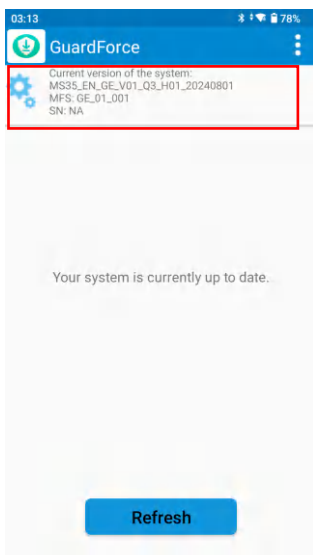 03:13 78%
GuardForce
Current version of the system:
MS35_EN_GE_V01_Q3_H01_20240801
MFS: GE_01_001
SN: NA
Your system is currently up to date.
Refresh